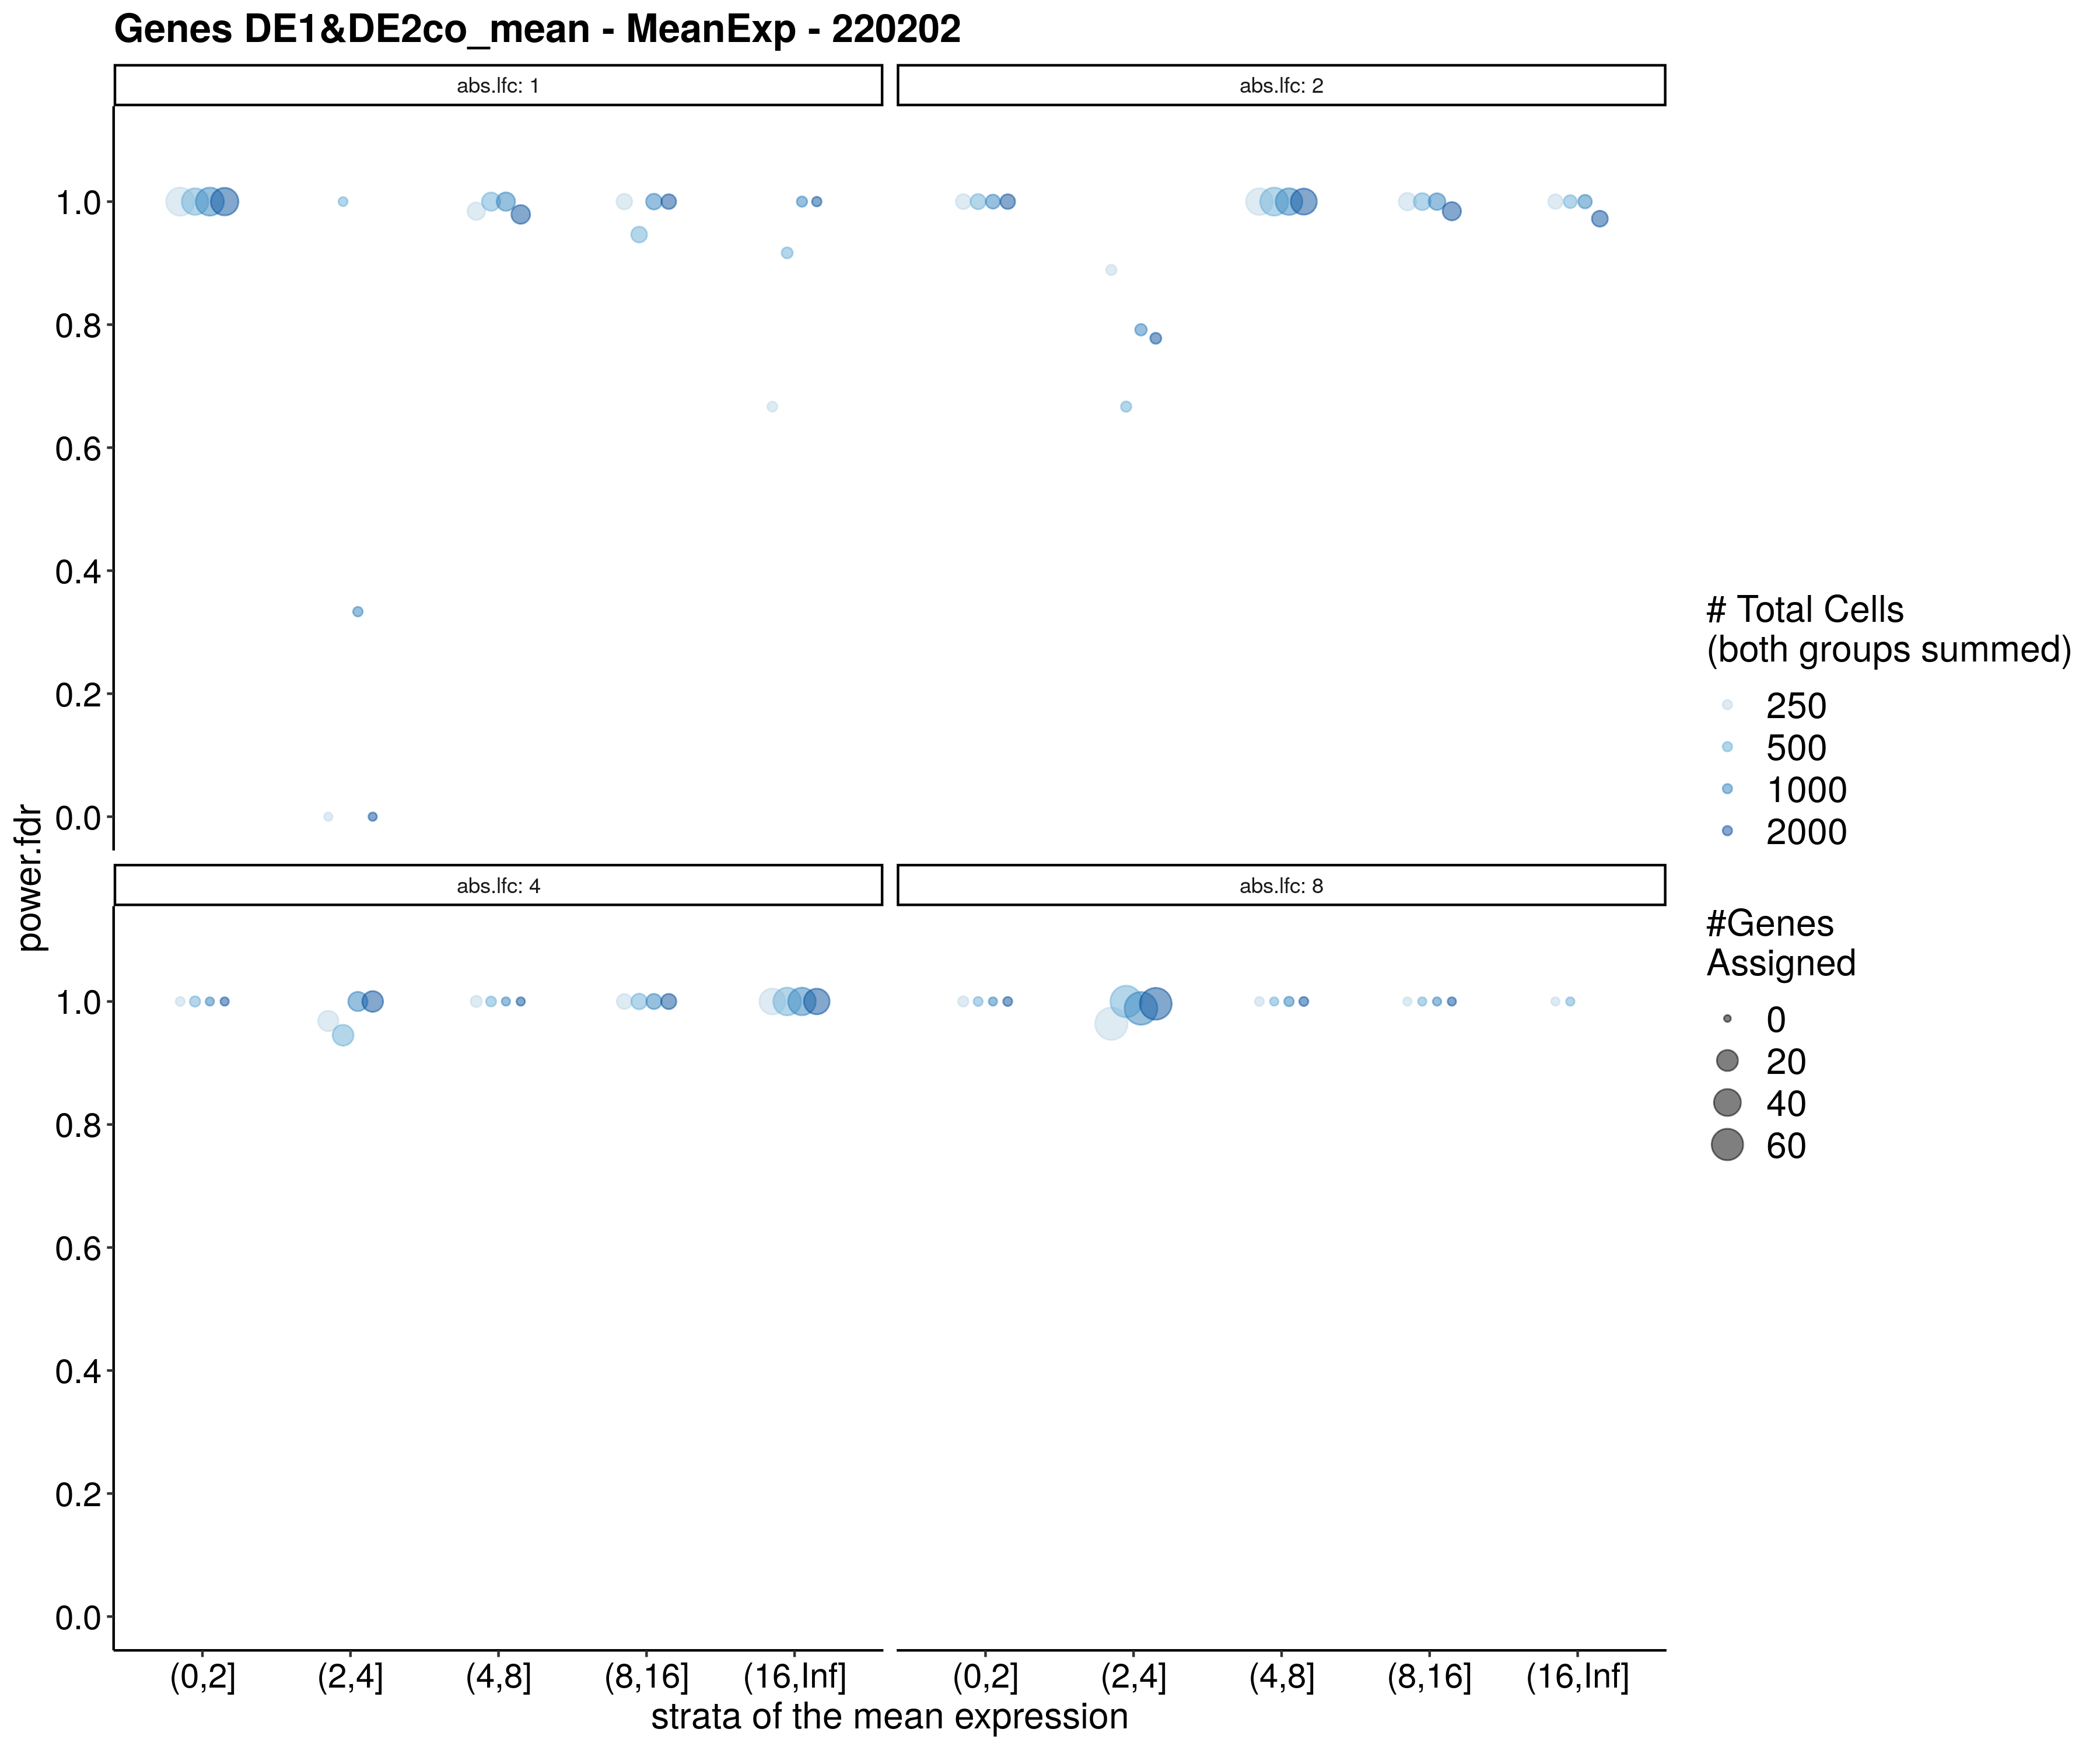 Genes DE1&DE2co_mean - MeanExp - 220202
abs.lfc: 1
abs.lfc: 2
1.0
0.8
0.6
0.4
0.2
0.0
abs.lfc: 4
abs.lfc: 8
1.0
0.8
0.6
0.4
0.2
0.0
power.fdr
(0,2]
(2,4]
(4,8]
(8,16]
(16,Inf]
(0,2]
(2,4]
(4,8]
(8,16]
(16,Inf]
strata of the mean expression
# Total Cells
(both groups summed)
250
500
1000
2000
#Genes
Assigned
0
20
40
60